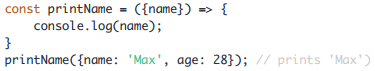 const printName = ({name}) => {
    console.log(name);
}
printName({name: 'Max', age: 28}); // prints 'Max')